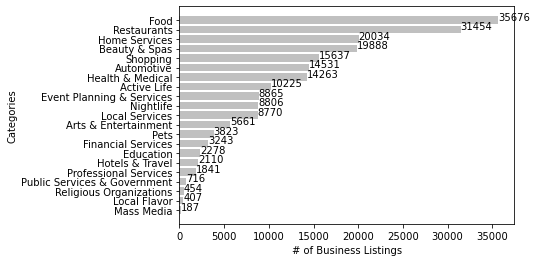 Food 35676
Restaurants 31454
Home Services 20034
Beauty & Spas 19888
Shopping 15637
Automotive 14531
Health & Medical 14263
Active Life 10225
Event Planning & Services 8865
Nightlife 8806
Local Services 8770
Arts & Entertainment 5661
Pets 3823
Financial Services 3243
Education 2278
Hotels & Travel 2110
Professional Services 1841
Public Services & Government 716
Religious Organizations 454
Local Flavor 407
Mass Media 187
Categories
0 5000 10000 15000 20000 25000 30000 35000
# of Business Listings